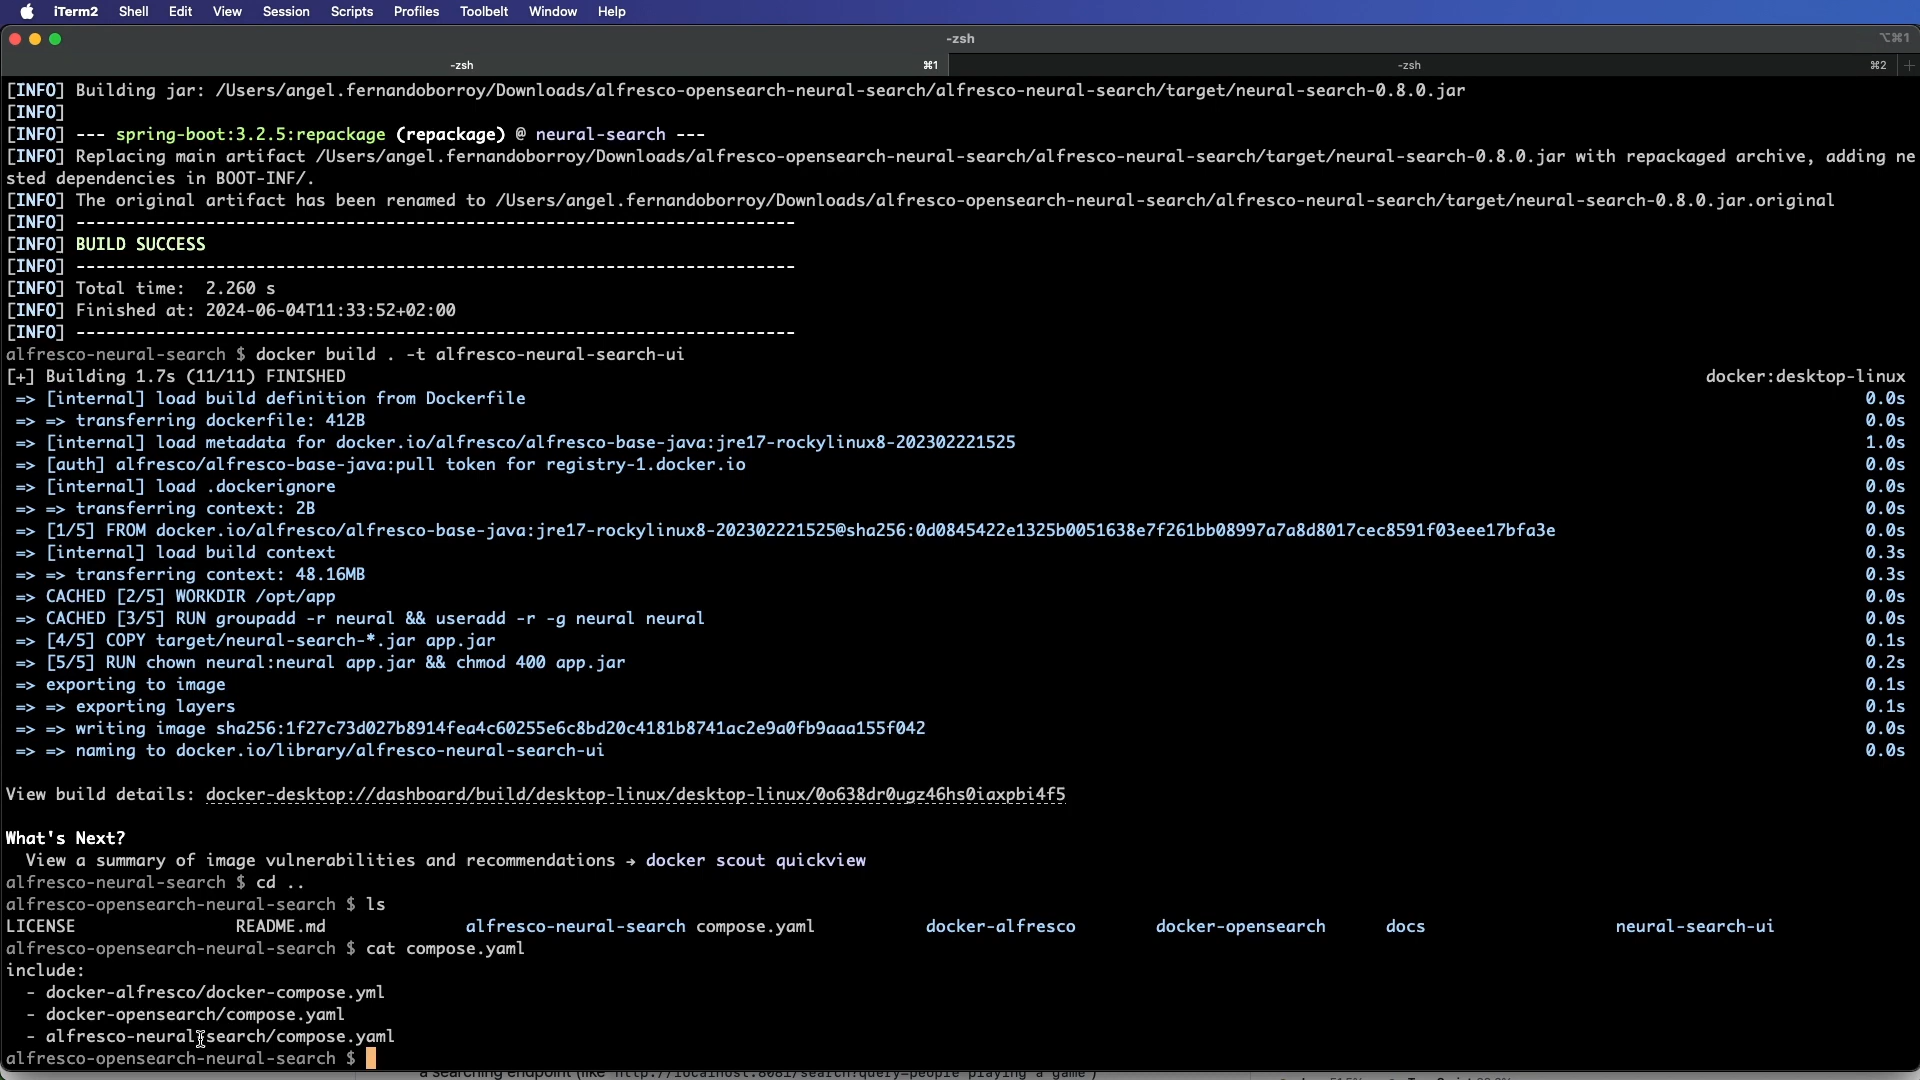 iTerm2 Shell Edit View Session Scripts Profiles Toolbelt Window Help
-zsh ⌥⌘1
-zsh ⌘1 -zsh ⌘2 +
[INFO] Building jar: /Users/angel.fernandoborroy/Downloads/alfresco-opensearch-neural-search/alfresco-neural-search/target/neural-search-0.8.0.jar
[INFO]
[INFO] --- spring-boot:3.2.5:repackage (repackage) @ neural-search ---
[INFO] Replacing main artifact /Users/angel.fernandoborroy/Downloads/alfresco-opensearch-neural-search/alfresco-neural-search/target/neural-search-0.8.0.jar with repackaged archive, adding ne
sted dependencies in BOOT-INF/.
[INFO] The original artifact has been renamed to /Users/angel.fernandoborroy/Downloads/alfresco-opensearch-neural-search/alfresco-neural-search/target/neural-search-0.8.0.jar.original
[INFO] ------------------------------------------------------------------------
[INFO] BUILD SUCCESS
[INFO] ------------------------------------------------------------------------
[INFO] Total time:  2.260 s
[INFO] Finished at: 2024-06-04T11:33:52+02:00
[INFO] ------------------------------------------------------------------------
alfresco-neural-search $ docker build . -t alfresco-neural-search-ui
[+] Building 1.7s (11/11) FINISHED docker:desktop-linux
=> [internal] load build definition from Dockerfile 0.0s
=> => transferring dockerfile: 412B 0.0s
=> [internal] load metadata for docker.io/alfresco/alfresco-base-java:jre17-rockylinux8-202302221525 1.0s
=> [auth] alfresco/alfresco-base-java:pull token for registry-1.docker.io 0.0s
=> [internal] load .dockerignore 0.0s
=> => transferring context: 2B 0.0s
=> [1/5] FROM docker.io/alfresco/alfresco-base-java:jre17-rockylinux8-202302221525@sha256:0d0845422e1325b0051638e7f261bb08997a7a8d8017cec8591f03eee17bfa3e 0.0s
=> [internal] load build context 0.3s
=> => transferring context: 48.16MB 0.3s
=> CACHED [2/5] WORKDIR /opt/app 0.0s
=> CACHED [3/5] RUN groupadd -r neural && useradd -r -g neural neural 0.0s
=> [4/5] COPY target/neural-search-*.jar app.jar 0.1s
=> [5/5] RUN chown neural:neural app.jar && chmod 400 app.jar 0.2s
=> exporting to image 0.1s
=> => exporting layers 0.1s
=> => writing image sha256:1f27c73d027b8914fea4c60255e6c8bd20c4181b8741ac2e9a0fb9aaa155f042 0.0s
=> => naming to docker.io/library/alfresco-neural-search-ui 0.0s
View build details: docker-desktop://dashboard/build/desktop-linux/desktop-linux/0o638dr0ugz46hs0iaxpbi4f5
What's Next?
View a summary of image vulnerabilities and recommendations → docker scout quickview
alfresco-neural-search $ cd ..
alfresco-opensearch-neural-search $ ls
LICENSE README.md alfresco-neural-search compose.yaml docker-alfresco docker-opensearch docs neural-search-ui
alfresco-opensearch-neural-search $ cat compose.yaml
include:
- docker-alfresco/docker-compose.yml
- docker-opensearch/compose.yaml
- alfresco-neural-search/compose.yaml
alfresco-opensearch-neural-search $
a searching endpoint (like http://localhost:8081/search?query=people playing a game)